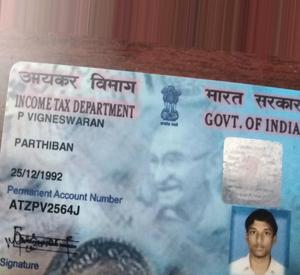 आयकर विभाग
INCOME TAX DEPARTMENT
भारत सरकार
GOVT. OF INDIA
P VIGNESWARAN
PARTHIBAN
25/12/1992
Permanent Account Number
ATZPV2564J
Signature